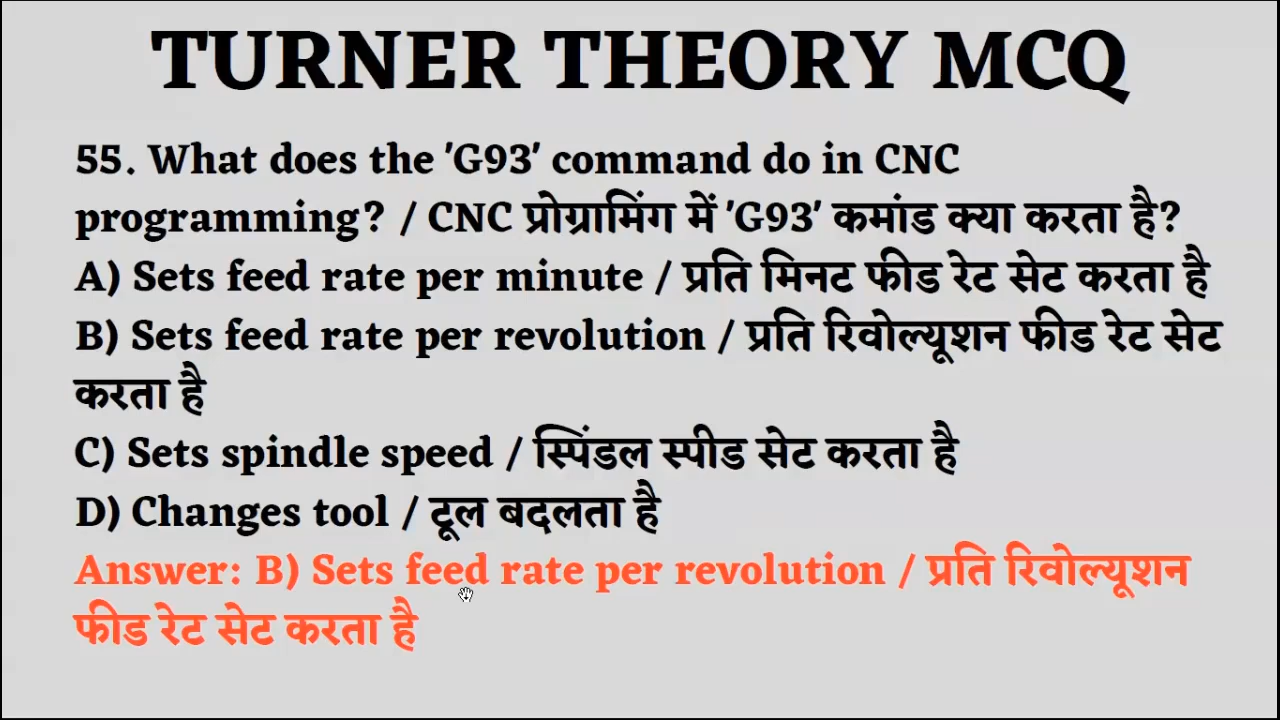 TURNER THEORY MCQ
55. What does the 'G93' command do in CNC
programming? / CNC प्रोग्रामिंग में 'G93' कमांड क्या करता है?
A) Sets feed rate per minute / प्रति मिनट फीड रेट सेट करता है
B) Sets feed rate per revolution / प्रति रिवोल्यूशन फीड रेट सेट
करता है
C) Sets spindle speed / स्पिंडल स्पीड सेट करता है
D) Changes tool / टूल बदलता है
Answer: B) Sets feed rate per revolution / प्रति रिवोल्यूशन
फीड रेट सेट करता है